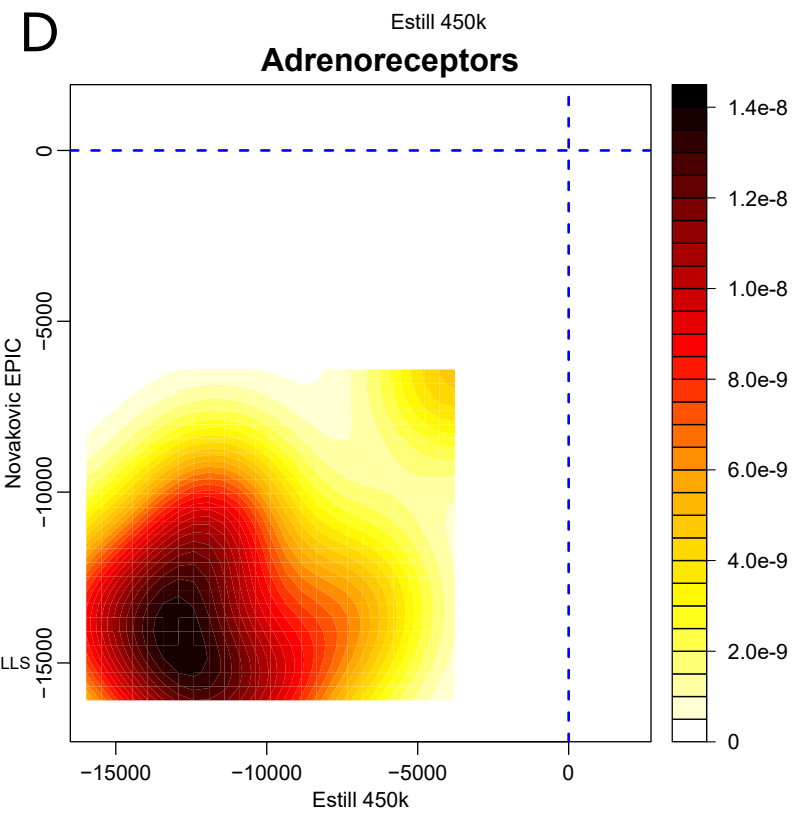 D
Estill 450k
Adrenoreceptors
1.4e-8
1.2e-8
1.0e-8
8.0e-9
6.0e-9
4.0e-9
2.0e-9
0
0
−5000
−10000
−15000
Novakovic EPIC
LLS
−15000
−10000
−5000
0
Estill 450k